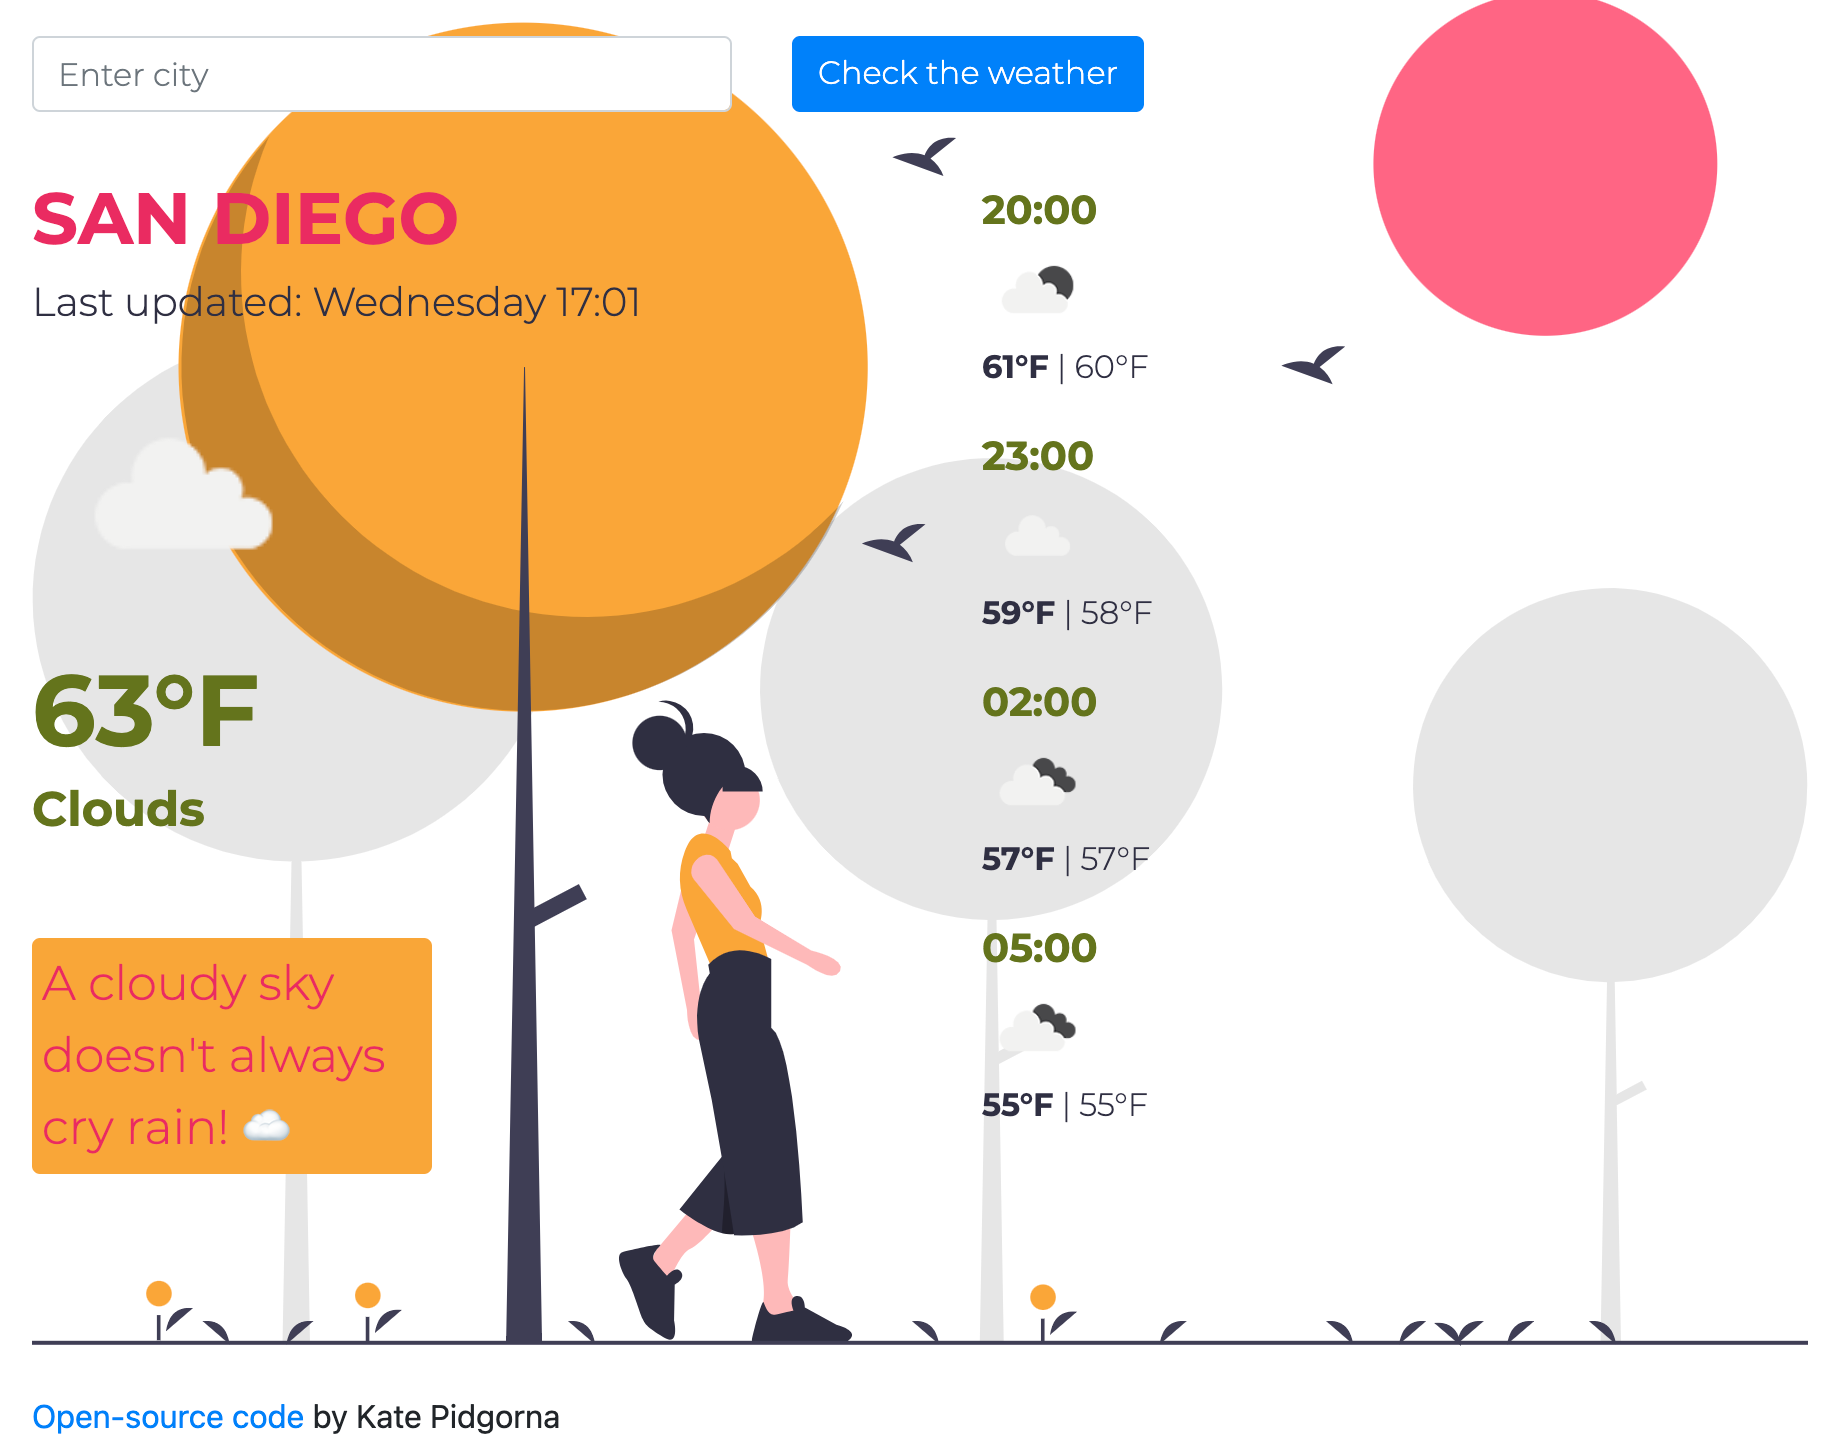 Enter city
Check the weather
SAN DIEGO
Last updated: Wednesday 17:01
63°F
Clouds
A cloudy sky
doesn't always
cry rain! ☁️
20:00
61°F | 60°F
23:00
59°F | 58°F
02:00
57°F | 57°F
05:00
55°F | 55°F
Open-source code by Kate Pidgorna